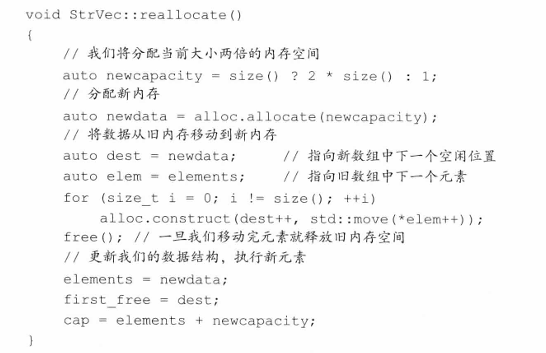 void StrVec::reallocate()
{
    // 我们将分配当前大小两倍的内存空间
    auto newcapacity = size() ? 2 * size() : 1;
    // 分配新内存
    auto newdata = alloc.allocate(newcapacity);
    // 将数据从旧内存移动到新内存
    auto dest = newdata;      // 指向新数组中下一个空闲位置
    auto elem = elements;     // 指向旧数组中下一个元素
    for (size_t i = 0; i != size(); ++i)
        alloc.construct(dest++, std::move(*elem++));
    free(); // 一旦我们移动完元素就释放旧内存空间
    // 更新我们的数据结构，执行新元素
    elements = newdata;
    first_free = dest;
    cap = elements + newcapacity;
}